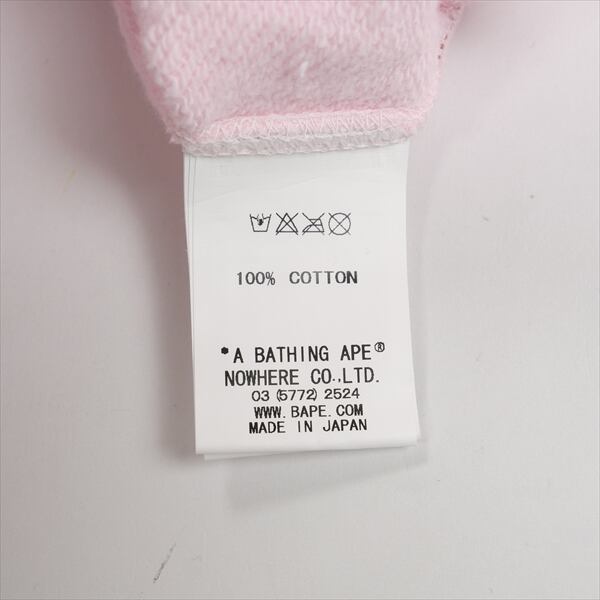 100% COTTON
*A BATHING APE®
NOWHERE CO.,LTD.
03 (5772) 2524
WWW.BAPE.COM
MADE IN JAPAN